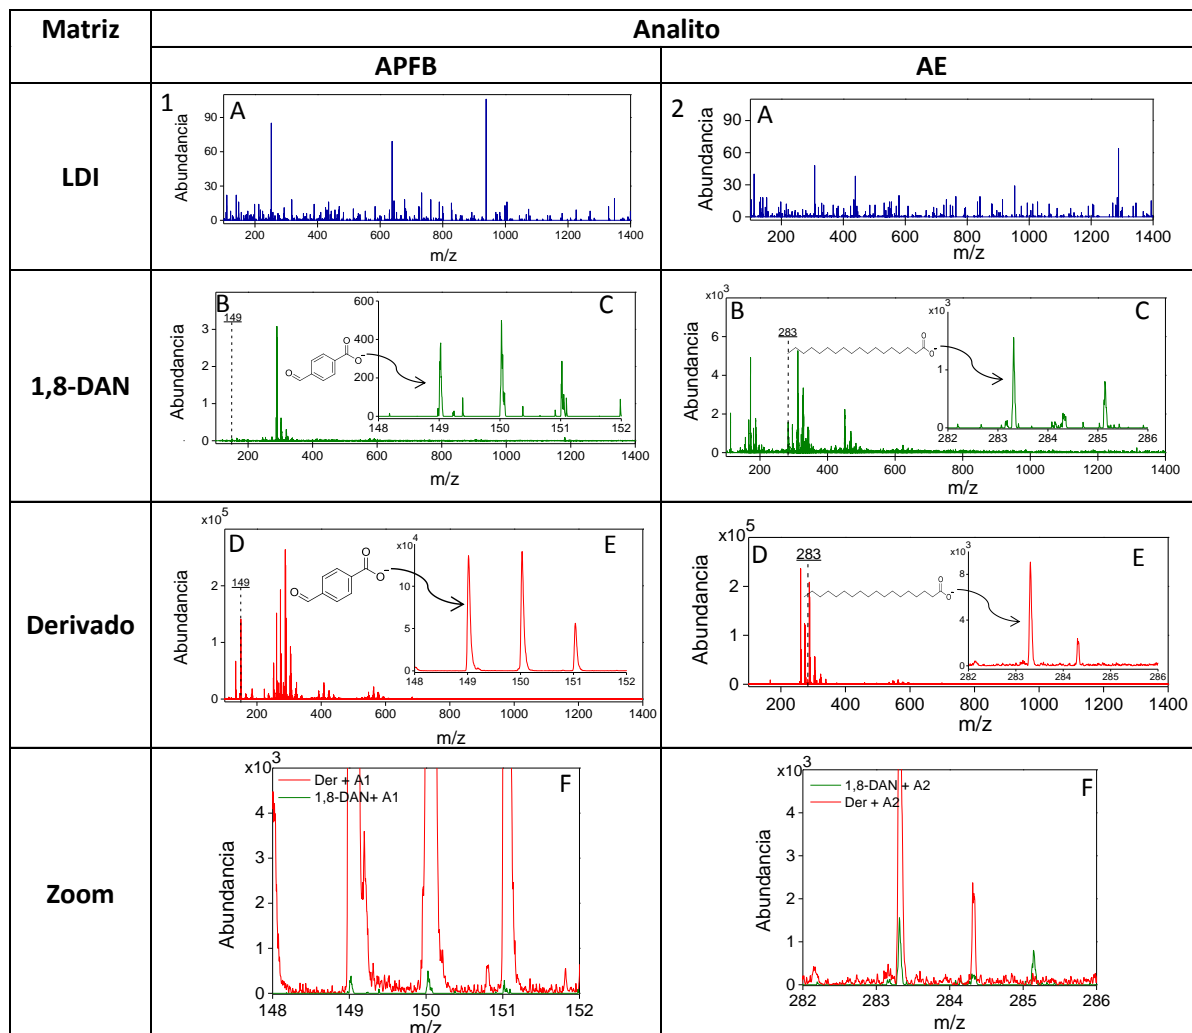 Matriz
Analito
APFB
AE
LDI
1
A
Abundancia
90
60
30
0
200 400 600 800 1000 1200 1400
m/z
2
A
Abundancia
90
60
30
0
200 400 600 800 1000 1200 1400
m/z
1,8-DAN
B
149
Abundancia
3
2
1
0
200 400 600 800 1000 1200 1400
m/z
C
600
400
200
0
148 149 150 151 152
O
O
O-
x10³
B
283
Abundancia
6
4
2
0
200 400 600 800 1000 1200 1400
m/z
C
x10³
1
0
282 283 284 285 286
O
O-
Derivado
x10⁵
D
149
Abundancia
2
1
0
200 400 600 800 1000 1200 1400
m/z
E
x10⁴
10
5
0
148 149 150 151 152
O
O
O-
x10⁵
D
283
Abundancia
2
1
0
200 400 600 800 1000 1200 1400
m/z
E
x10³
8
4
0
282 283 284 285 286
O
O-
Zoom
x10³
Der + A1
1,8-DAN+ A1
F
Abundancia
4
3
2
1
0
148 149 150 151 152
m/z
x10³
1,8-DAN + A2
Der + A2
F
Abundancia
4
3
2
1
0
282 283 284 285 286
m/z